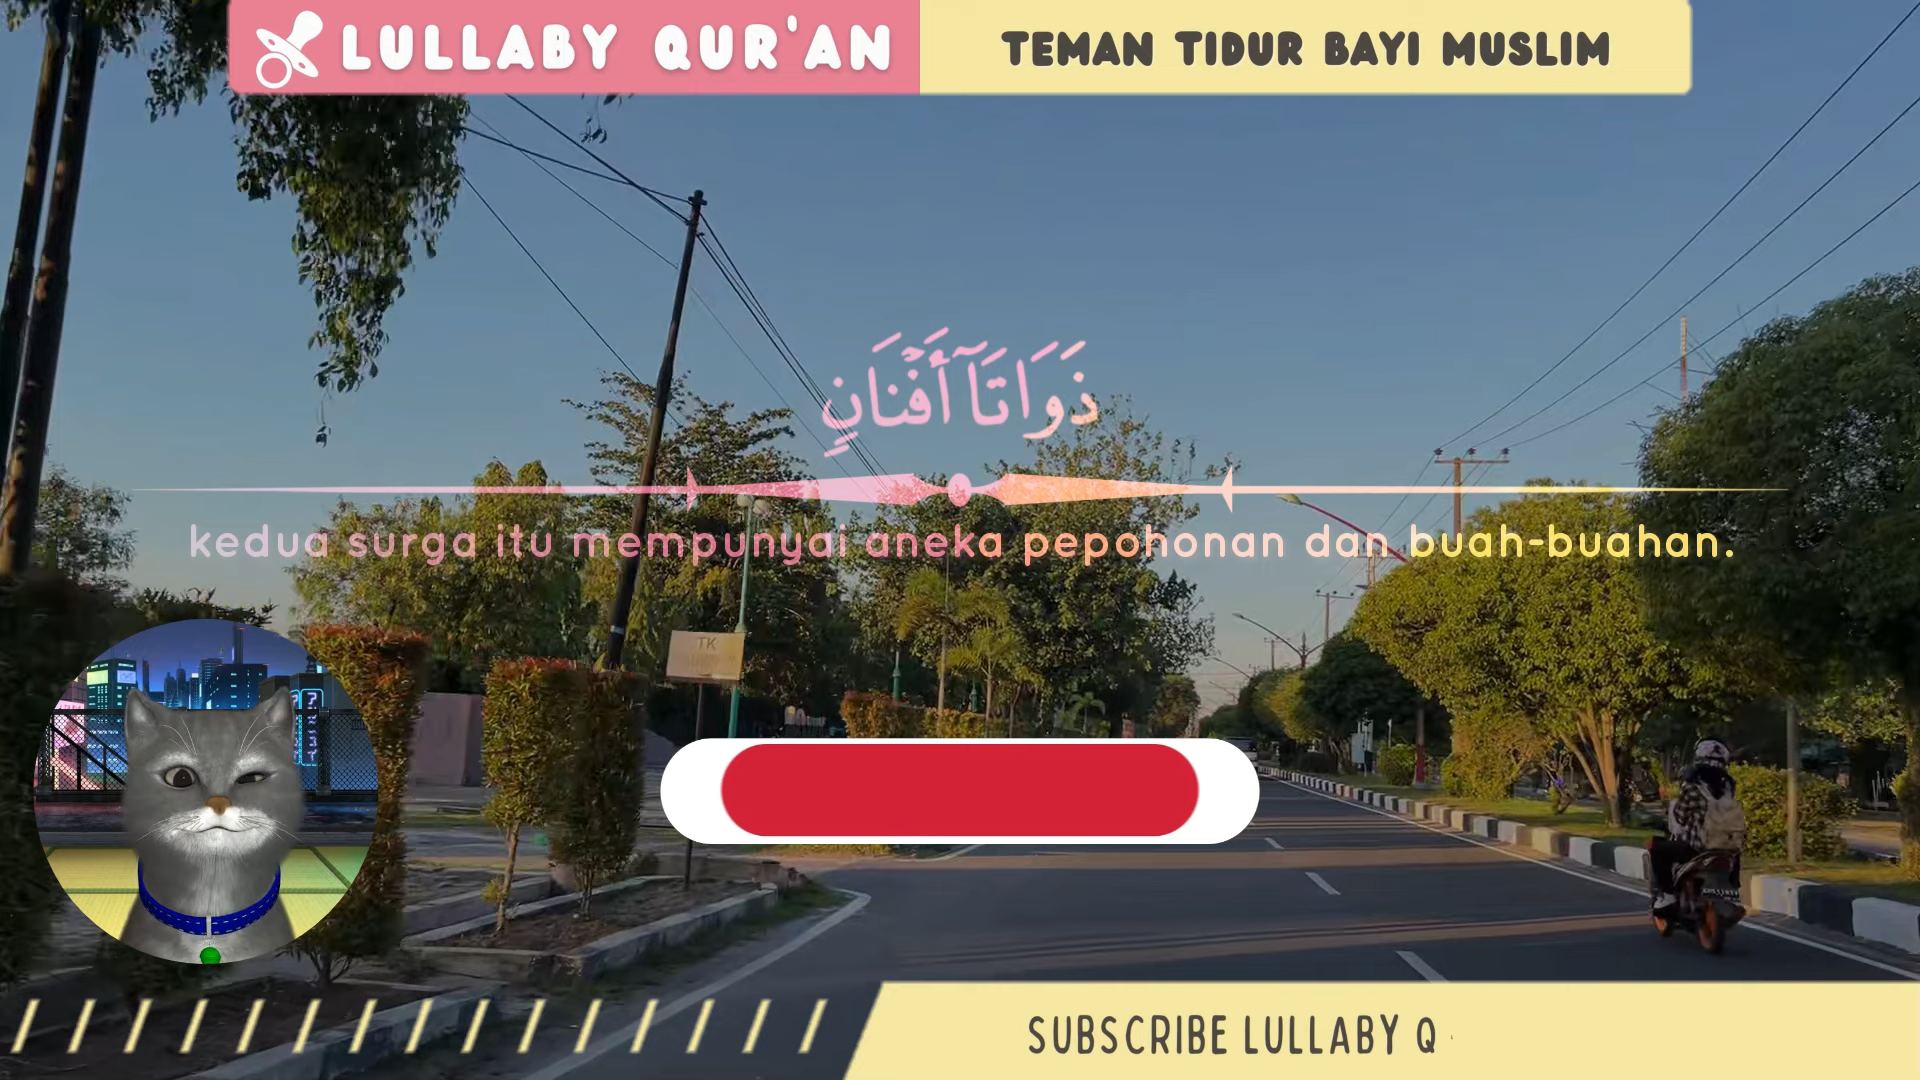 LULLABY QUR'AN
TEMAN TIDUR BAYI MUSLIM
ذَوَاتَآ أَفْنَانٍ
kedua surga itu mempunyai aneka pepohonan dan buah-buahan.
TK
SUBSCRIBE LULLABY Q